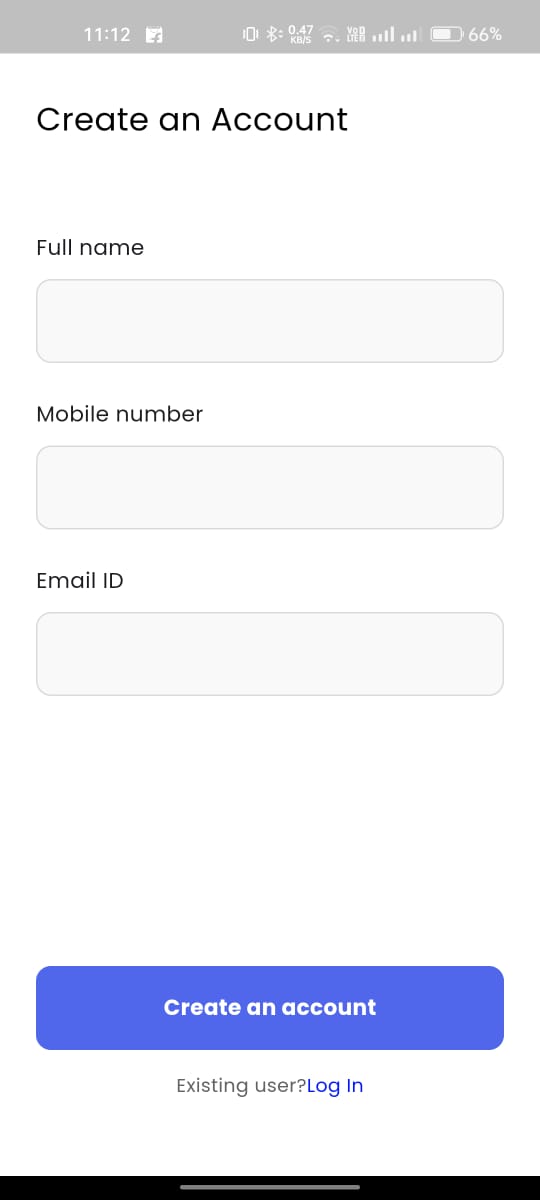 11:12 0.47 KB/S Vo LTE 66%
Create an Account
Full name
Mobile number
Email ID
Create an account
Existing user?Log In